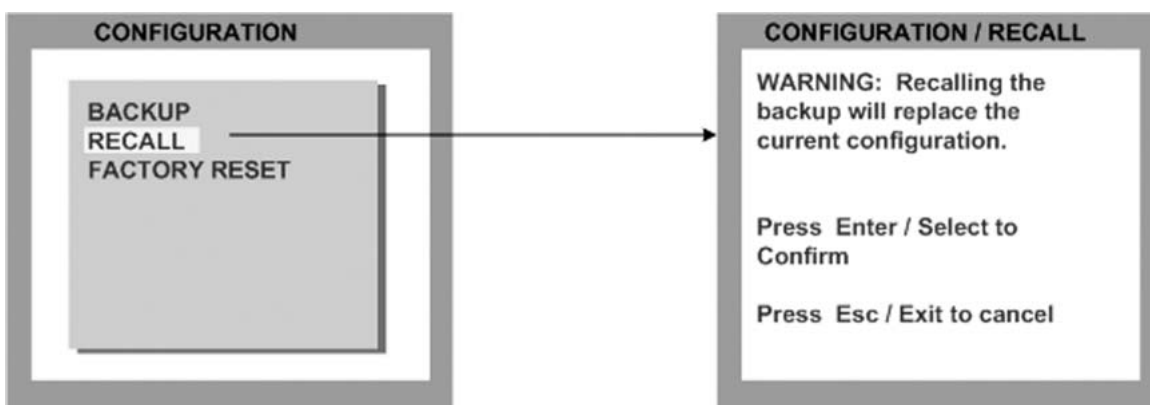 CONFIGURATION
BACKUP
RECALL
FACTORY RESET
CONFIGURATION / RECALL
WARNING: Recalling the
backup will replace the
current configuration.
Press Enter / Select to
Confirm
Press Esc / Exit to cancel